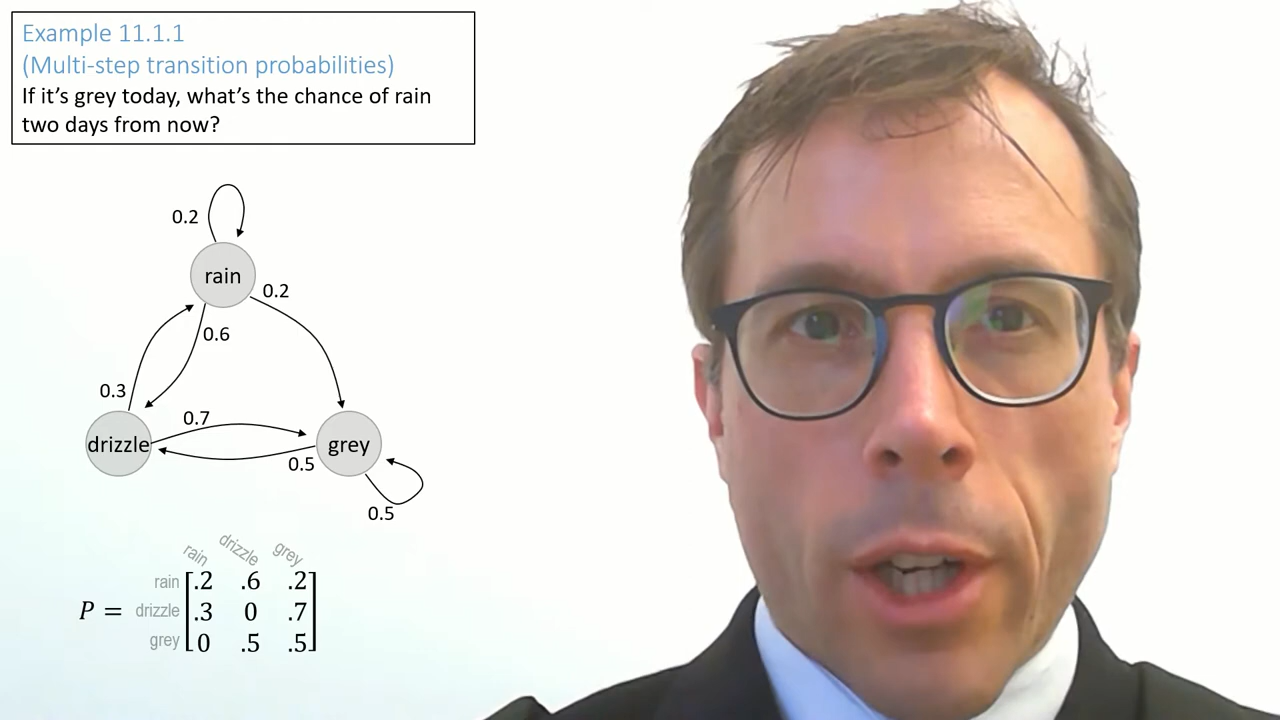 Example 11.1.1
(Multi-step transition probabilities)
If it's grey today, what's the chance of rain
two days from now?
0.2
rain
0.2
0.6
0.3
0.7
drizzle
grey
0.5
0.5
rain drizzle grey
rain [.2 .6 .2]
P = drizzle [.3 0 .7]
grey [0 .5 .5]